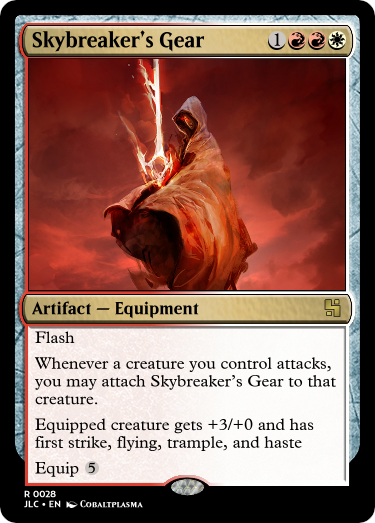 Skybreaker's Gear 1
Artifact — Equipment
Flash
Whenever a creature you control attacks,
you may attach Skybreaker's Gear to that
creature.
Equipped creature gets +3/+0 and has
first strike, flying, trample, and haste
Equip 5
R 0028
JLC • EN Cobaltplasma